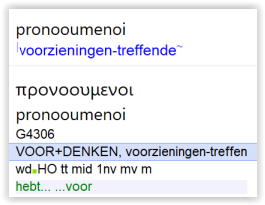 pronooumenoi
|voorzieningen-treffende~
προνοουμενοι
pronooumenoi
G4306
VOOR+DENKEN, voorzieningen-treffen
wd▪HO tt mid 1nv mv m
hebt... ...voor